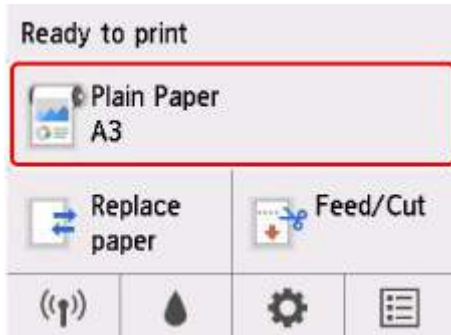 Ready to print
Plain Paper
A3
Replace
paper
Feed/Cut